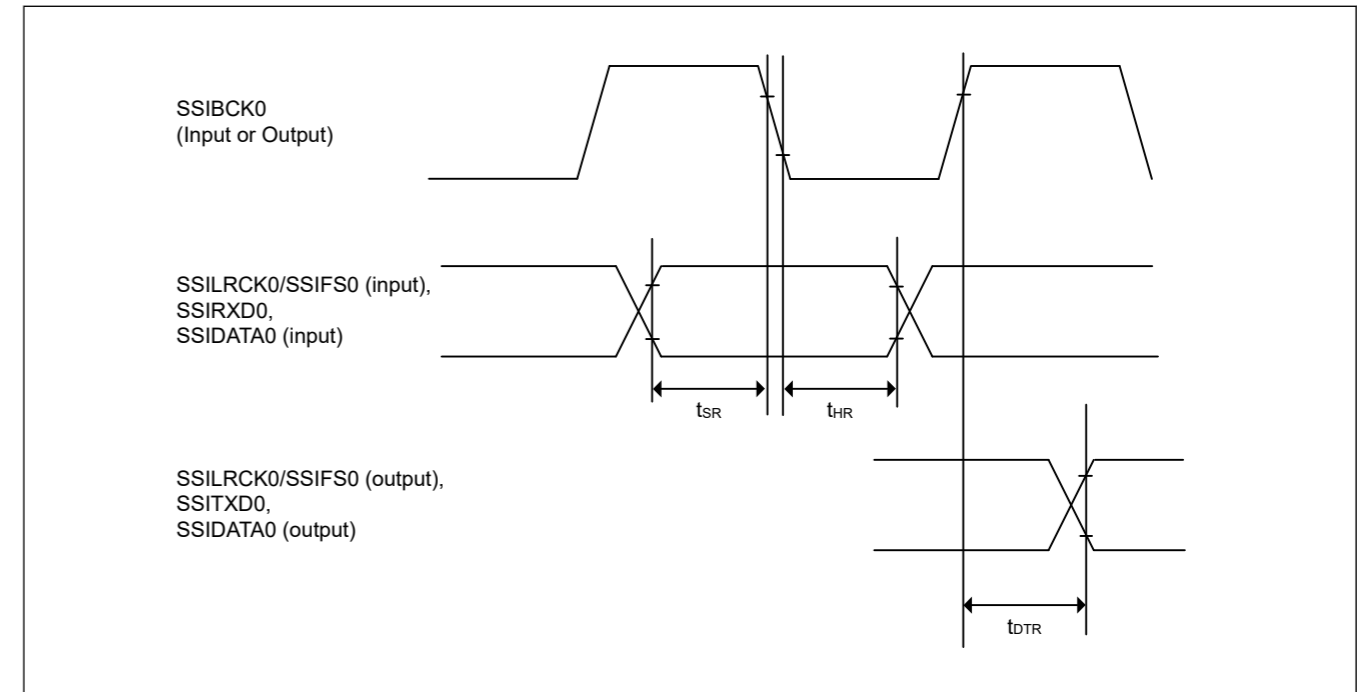 SSIBCK0
(Input or Output)
SSILRCK0/SSIFS0 (input),
SSIRXD0,
SSIDATA0 (input)
tSR
tHR
SSILRCK0/SSIFS0 (output),
SSITXD0,
SSIDATA0 (output)
tDTR